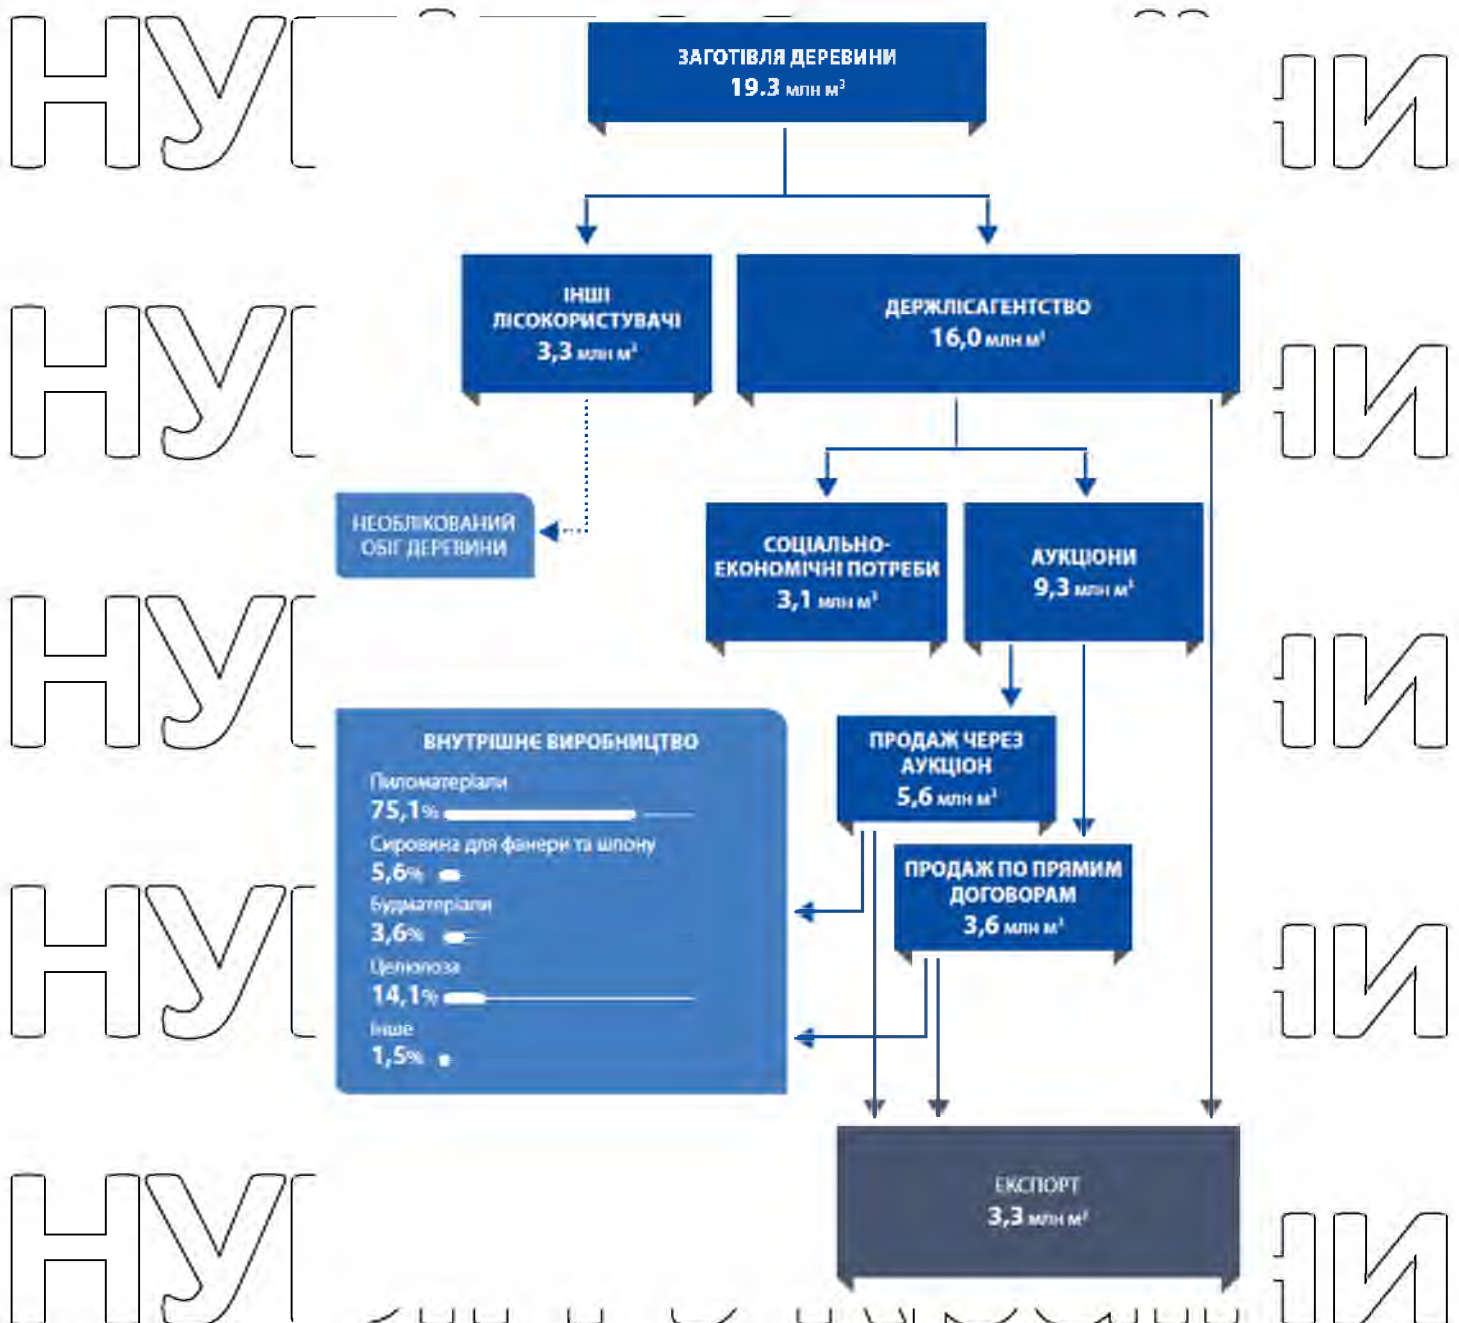 ЗАГОТІВЛЯ ДЕРЕВИНИ
19.3 млн м³
ІНШІ
ЛІСОКОРИСТУВАЧІ
3,3 млн м³
ДЕРЖЛІСАГЕНТСТВО
16,0 млн м³
НЕОБЛІКОВАНИЙ
ОБІГ ДЕРЕВИНИ
СОЦІАЛЬНО-
ЕКОНОМІЧНІ ПОТРЕБИ
3,1 млн м³
АУКЦІОНИ
9,3 млн м³
ВНУТРІШНЄ ВИРОБНИЦТВО
Пиломатеріали
75,1%
Сировина для фанери та шпону
5,6%
Будматеріали
3,6%
Целюлоза
14,1%
Інше
1,5%
ПРОДАЖ ЧЕРЕЗ
АУКЦІОН
5,6 млн м³
ПРОДАЖ ПО ПРЯМИМ
ДОГОВОРАМ
3,6 млн м³
ЕКСПОРТ
3,3 млн м³